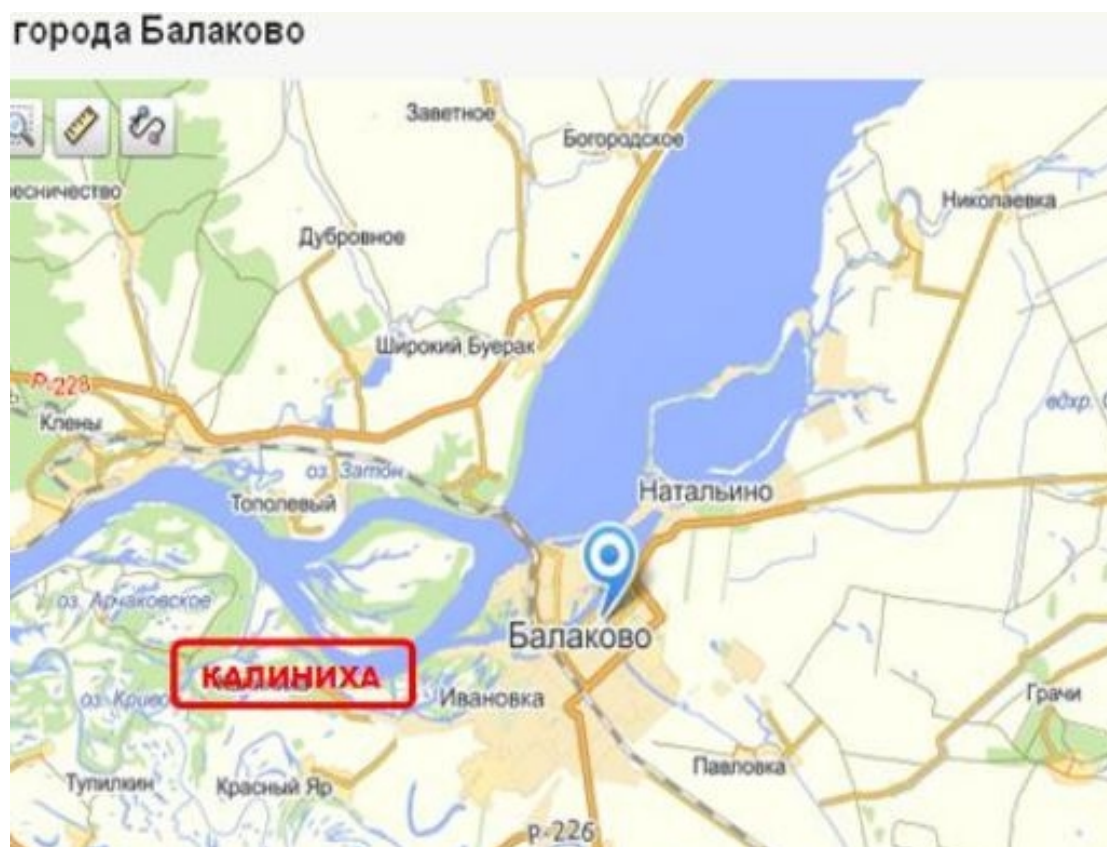 города Балаково
Заветное
Богородское
есничество
Николаевка
Дубровное
Широкий Буерак
Р-228
вдхр.
Клены
оз. Затон
Тополевый
Натальино
оз. Арчаковское
Балаково
КАЛИНИХА
Ивановка
Грачи
Павловка
Тупилкин
Красный Яр
р-226